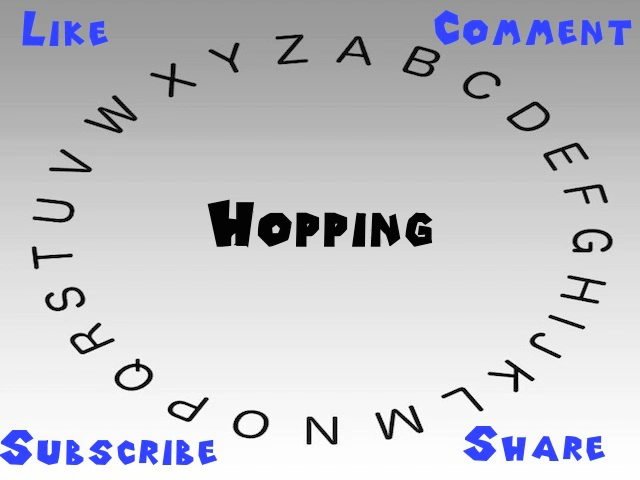 Like
Comment
A B C D E F G H I J K L M N O P Q R S T U V W X Y Z
Hopping
Subscribe
Share